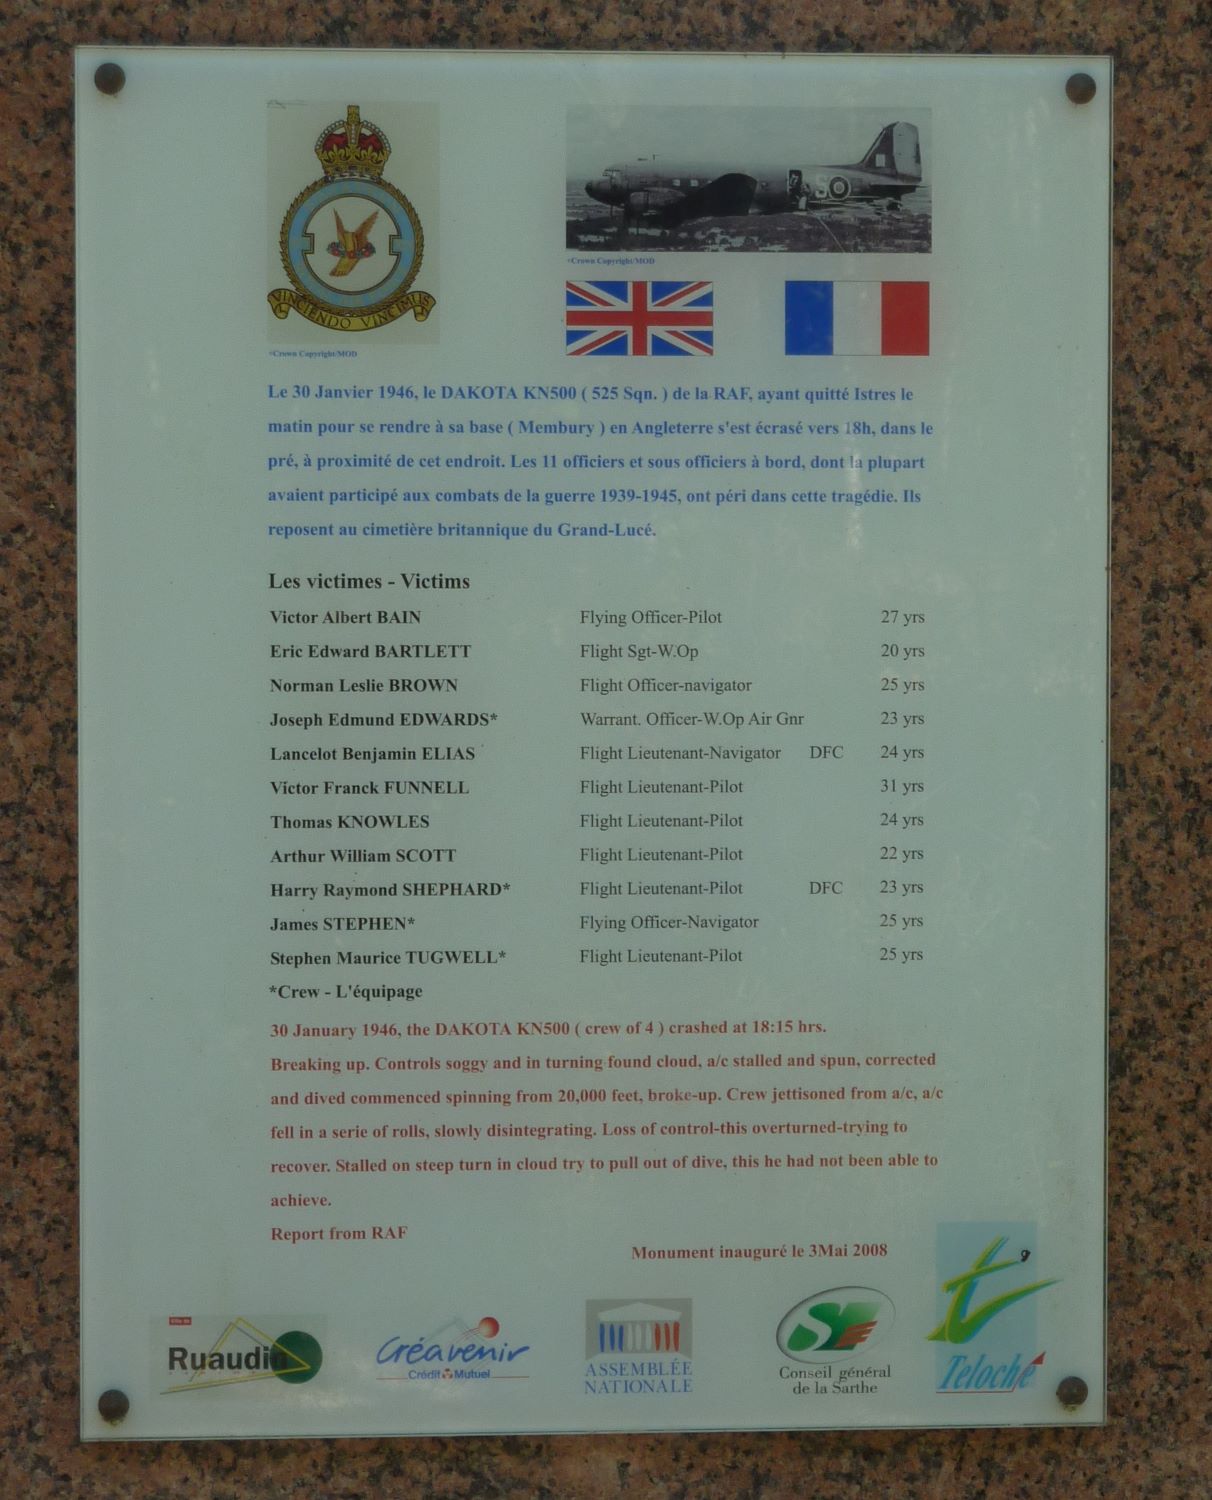 VINCIENDO VINCIMUS
©Crown Copyright/MOD
©Crown Copyright/MOD
Le 30 Janvier 1946, le DAKOTA KN500 ( 525 Sqn. ) de la RAF, ayant quitté Istres le
matin pour se rendre à sa base ( Membury ) en Angleterre s'est écrasé vers 18h, dans le
pré, à proximité de cet endroit. Les 11 officiers et sous officiers à bord, dont la plupart
avaient participé aux combats de la guerre 1939-1945, ont péri dans cette tragédie. Ils
reposent au cimetière britannique du Grand-Lucé.
Les victimes - Victims
Victor Albert BAIN Flying Officer-Pilot 27 yrs
Eric Edward BARTLETT Flight Sgt-W.Op 20 yrs
Norman Leslie BROWN Flight Officer-navigator 25 yrs
Joseph Edmund EDWARDS* Warrant. Officer-W.Op Air Gnr 23 yrs
Lancelot Benjamin ELIAS Flight Lieutenant-Navigator DFC 24 yrs
Victor Franck FUNNELL Flight Lieutenant-Pilot 31 yrs
Thomas KNOWLES Flight Lieutenant-Pilot 24 yrs
Arthur William SCOTT Flight Lieutenant-Pilot 22 yrs
Harry Raymond SHEPHARD* Flight Lieutenant-Pilot DFC 23 yrs
James STEPHEN* Flying Officer-Navigator 25 yrs
Stephen Maurice TUGWELL* Flight Lieutenant-Pilot 25 yrs
*Crew - L'équipage
30 January 1946, the DAKOTA KN500 ( crew of 4 ) crashed at 18:15 hrs.
Breaking up. Controls soggy and in turning found cloud, a/c stalled and spun, corrected
and dived commenced spinning from 20,000 feet, broke-up. Crew jettisoned from a/c, a/c
fell in a serie of rolls, slowly disintegrating. Loss of control-this overturned-trying to
recover. Stalled on steep turn in cloud try to pull out of dive, this he had not been able to
achieve.
Report from RAF
Monument inauguré le 3Mai 2008
Ville de
Ruaudin
Créavenir
Crédit Mutuel
ASSEMBLÉE
NATIONALE
Conseil général
de la Sarthe
Teloché